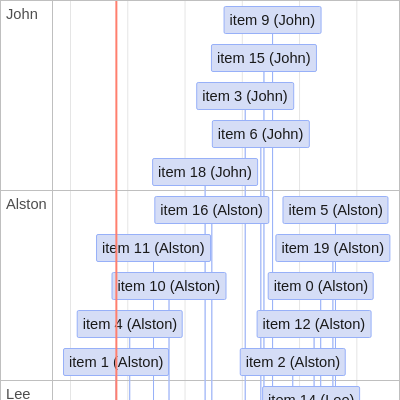 John
item 9 (John)
item 15 (John)
item 3 (John)
item 6 (John)
item 18 (John)
Alston
item 16 (Alston)
item 5 (Alston)
item 11 (Alston)
item 19 (Alston)
item 10 (Alston)
item 0 (Alston)
item 4 (Alston)
item 12 (Alston)
item 1 (Alston)
item 2 (Alston)
Lee
item 14 (Lee)